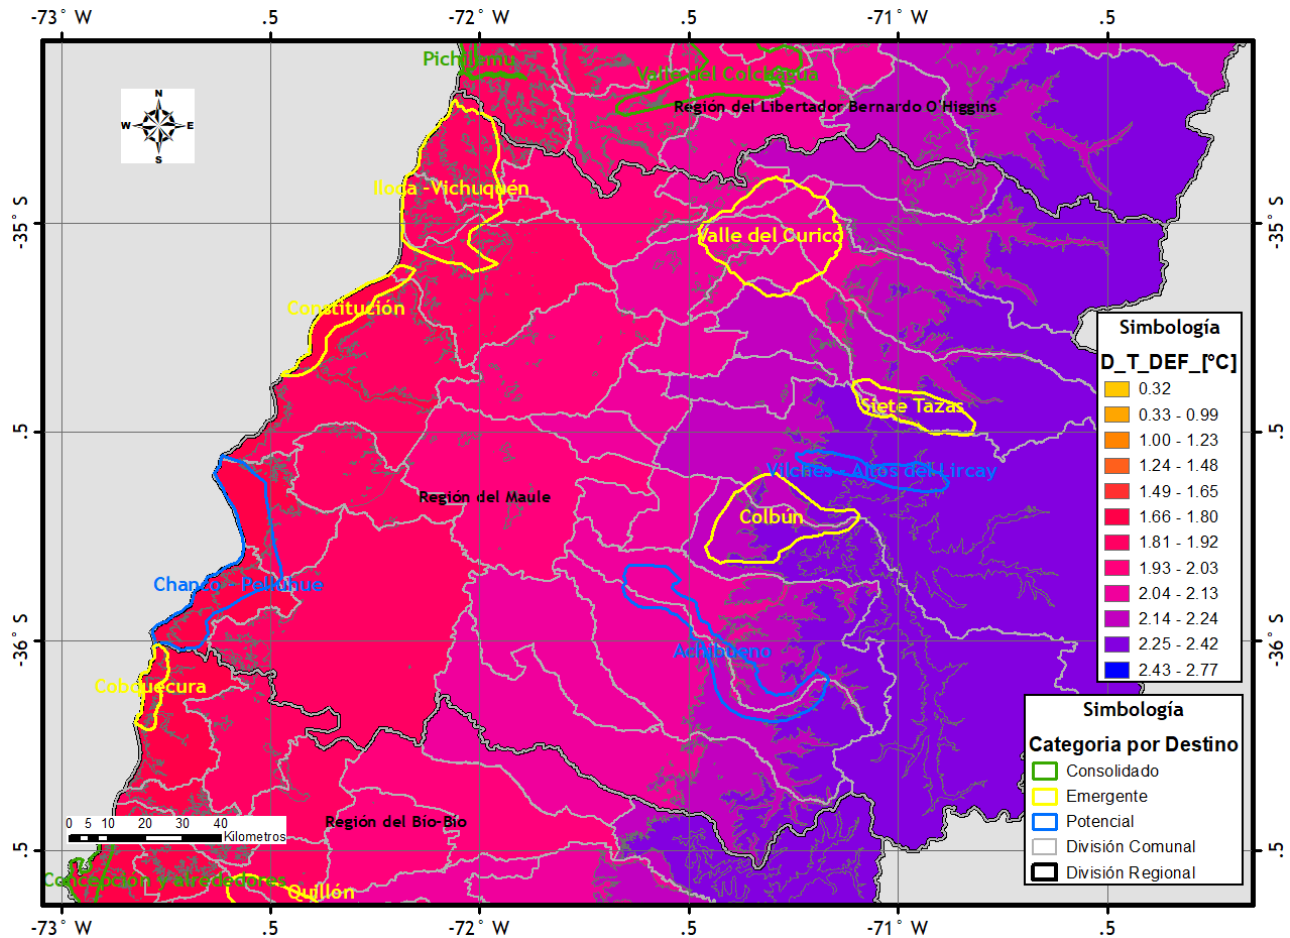 -73° W .5 -72° W .5 -71° W .5
Pichilemu
Valle del Colchagua
Región del Libertador Bernardo O'Higgins
N
W E
S
Iloca -Vichuquén
-35° S
-35° S
Valle del Curicó
Constitución
Siete Tazas
.5
.5
Vilches - Altos del Lircay
Región del Maule
Colbún
Chanco - Pelluhue
-36° S
-36° S
Achibueno
Cobquecura
Región del Bío-Bío
0 5 10 20 30 40
Kilometros
.5
.5
Concepción y alrededores
Quillón
-73° W .5 -72° W .5 -71° W .5
Simbología
D_T_DEF_[ºC]
0.32
0.33 - 0.99
1.00 - 1.23
1.24 - 1.48
1.49 - 1.65
1.66 - 1.80
1.81 - 1.92
1.93 - 2.03
2.04 - 2.13
2.14 - 2.24
2.25 - 2.42
2.43 - 2.77
Simbología
Categoria por Destino
Consolidado
Emergente
Potencial
División Comunal
División Regional